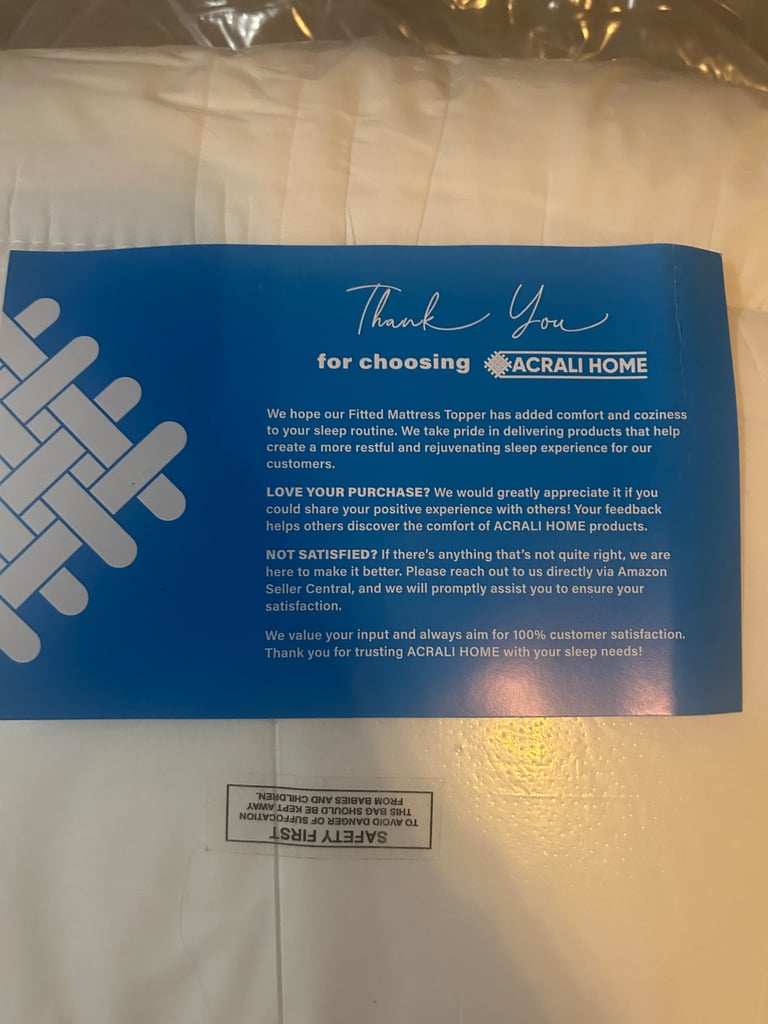 Thank You
for choosing ACRALI HOME
We hope our Fitted Mattress Topper has added comfort and coziness
to your sleep routine. We take pride in delivering products that help
create a more restful and rejuvenating sleep experience for our
customers.
LOVE YOUR PURCHASE? We would greatly appreciate it if you
could share your positive experience with others! Your feedback
helps others discover the comfort of ACRALI HOME products.
NOT SATISFIED? If there's anything that's not quite right, we are
here to make it better. Please reach out to us directly via Amazon
Seller Central, and we will promptly assist you to ensure your
satisfaction.
We value your input and always aim for 100% customer satisfaction.
Thank you for trusting ACRALI HOME with your sleep needs!
SAFETY FIRST
TO AVOID DANGER OF SUFFOCATION
THIS BAG SHOULD BE KEPT AWAY
FROM BABIES AND CHILDREN.